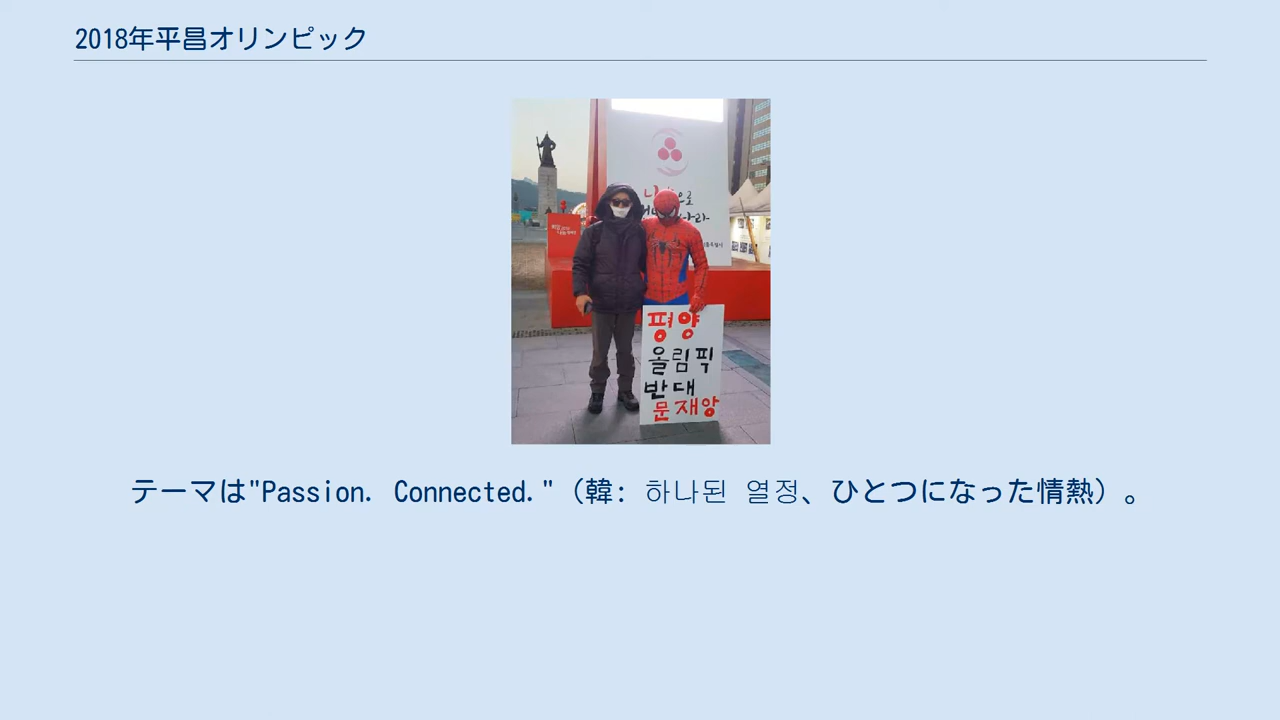 2018年平昌オリンピック
평양
올림픽
반대
문재앙
テーマは"Passion. Connected."（韓: 하나된 열정、ひとつになった情熱）。